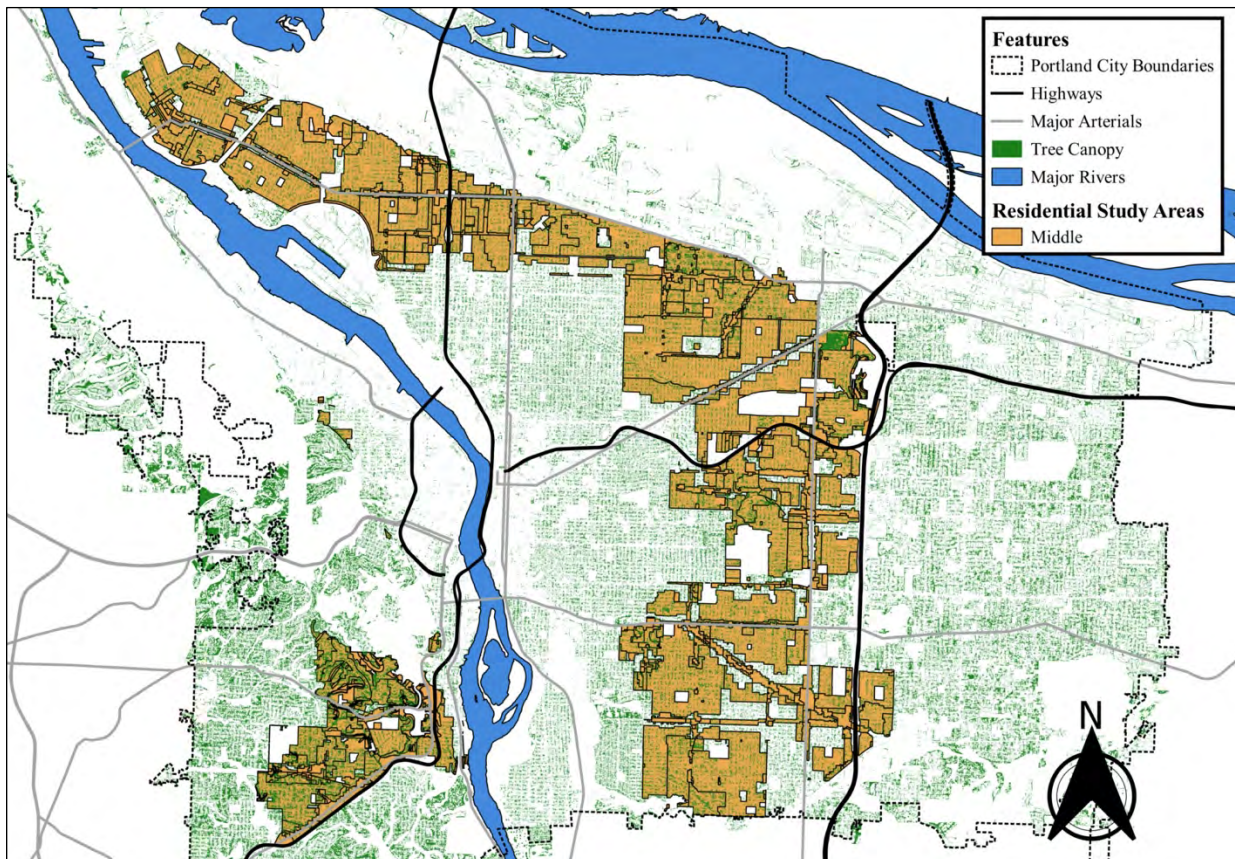 Features
Portland City Boundaries
Highways
Major Arterials
Tree Canopy
Major Rivers
Residential Study Areas
Middle
N